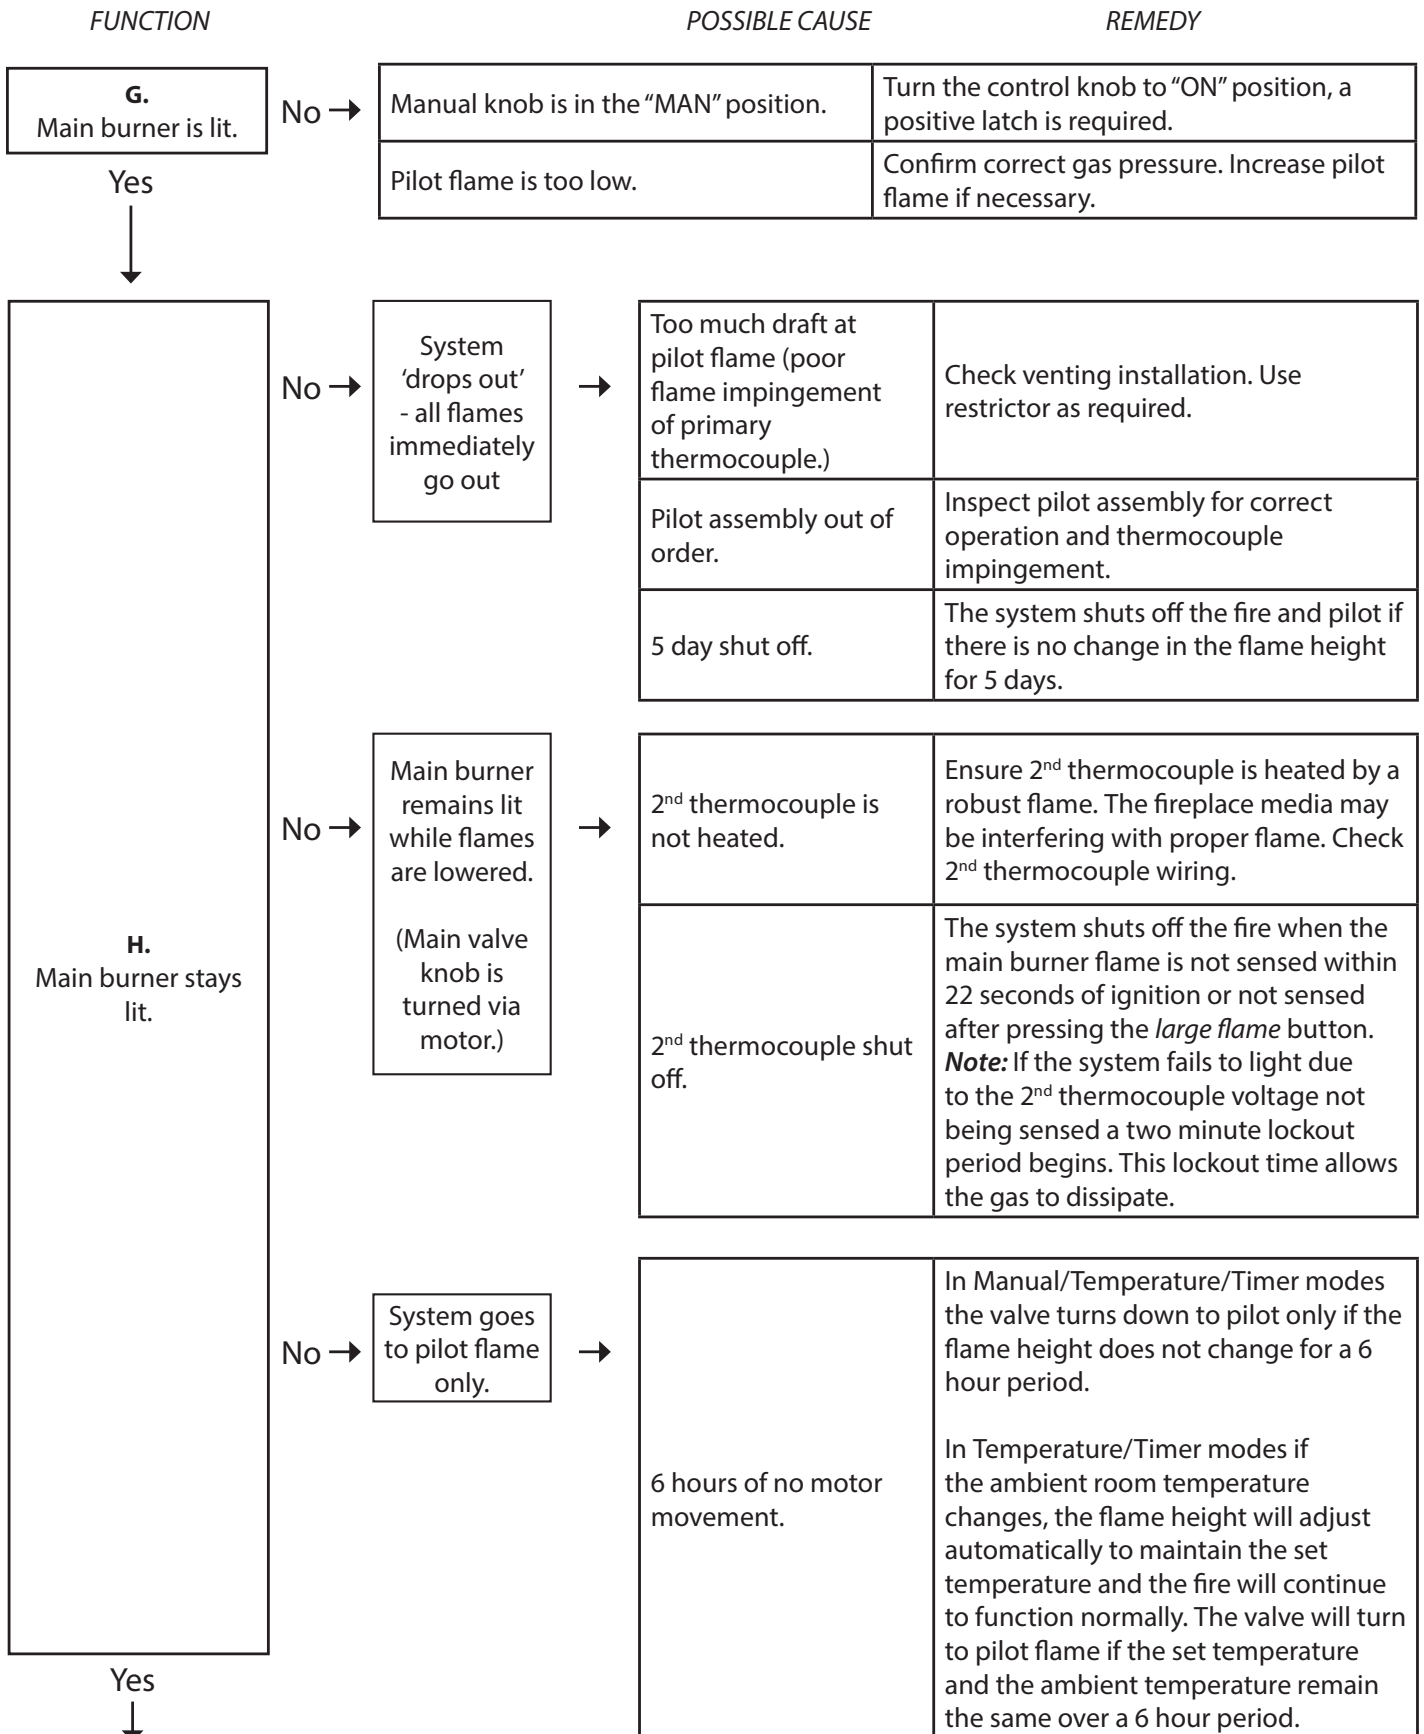 FUNCTION
POSSIBLE CAUSE
REMEDY
G.
Main burner is lit.
No
Manual knob is in the “MAN” position.
Turn the control knob to “ON” position, a
positive latch is required.
Pilot flame is too low.
Confirm correct gas pressure. Increase pilot
flame if necessary.
Yes
H.
Main burner stays
lit.
No
System
‘drops out’
- all flames
immediately
go out
Too much draft at
pilot flame (poor
flame impingement
of primary
thermocouple.)
Check venting installation. Use
restrictor as required.
Pilot assembly out of
order.
Inspect pilot assembly for correct
operation and thermocouple
impingement.
5 day shut off.
The system shuts off the fire and pilot if
there is no change in the flame height
for 5 days.
No
Main burner
remains lit
while flames
are lowered.
(Main valve
knob is
turned via
motor.)
2nd thermocouple is
not heated.
Ensure 2nd thermocouple is heated by a
robust flame. The fireplace media may
be interfering with proper flame. Check
2nd thermocouple wiring.
2nd thermocouple shut
off.
The system shuts off the fire when the
main burner flame is not sensed within
22 seconds of ignition or not sensed
after pressing the large flame button.
Note: If the system fails to light due
to the 2nd thermocouple voltage not
being sensed a two minute lockout
period begins. This lockout time allows
the gas to dissipate.
No
System goes
to pilot flame
only.
6 hours of no motor
movement.
In Manual/Temperature/Timer modes
the valve turns down to pilot only if the
flame height does not change for a 6
hour period.
In Temperature/Timer modes if
the ambient room temperature
changes, the flame height will adjust
automatically to maintain the set
temperature and the fire will continue
to function normally. The valve will turn
to pilot flame if the set temperature
and the ambient temperature remain
the same over a 6 hour period.
Yes